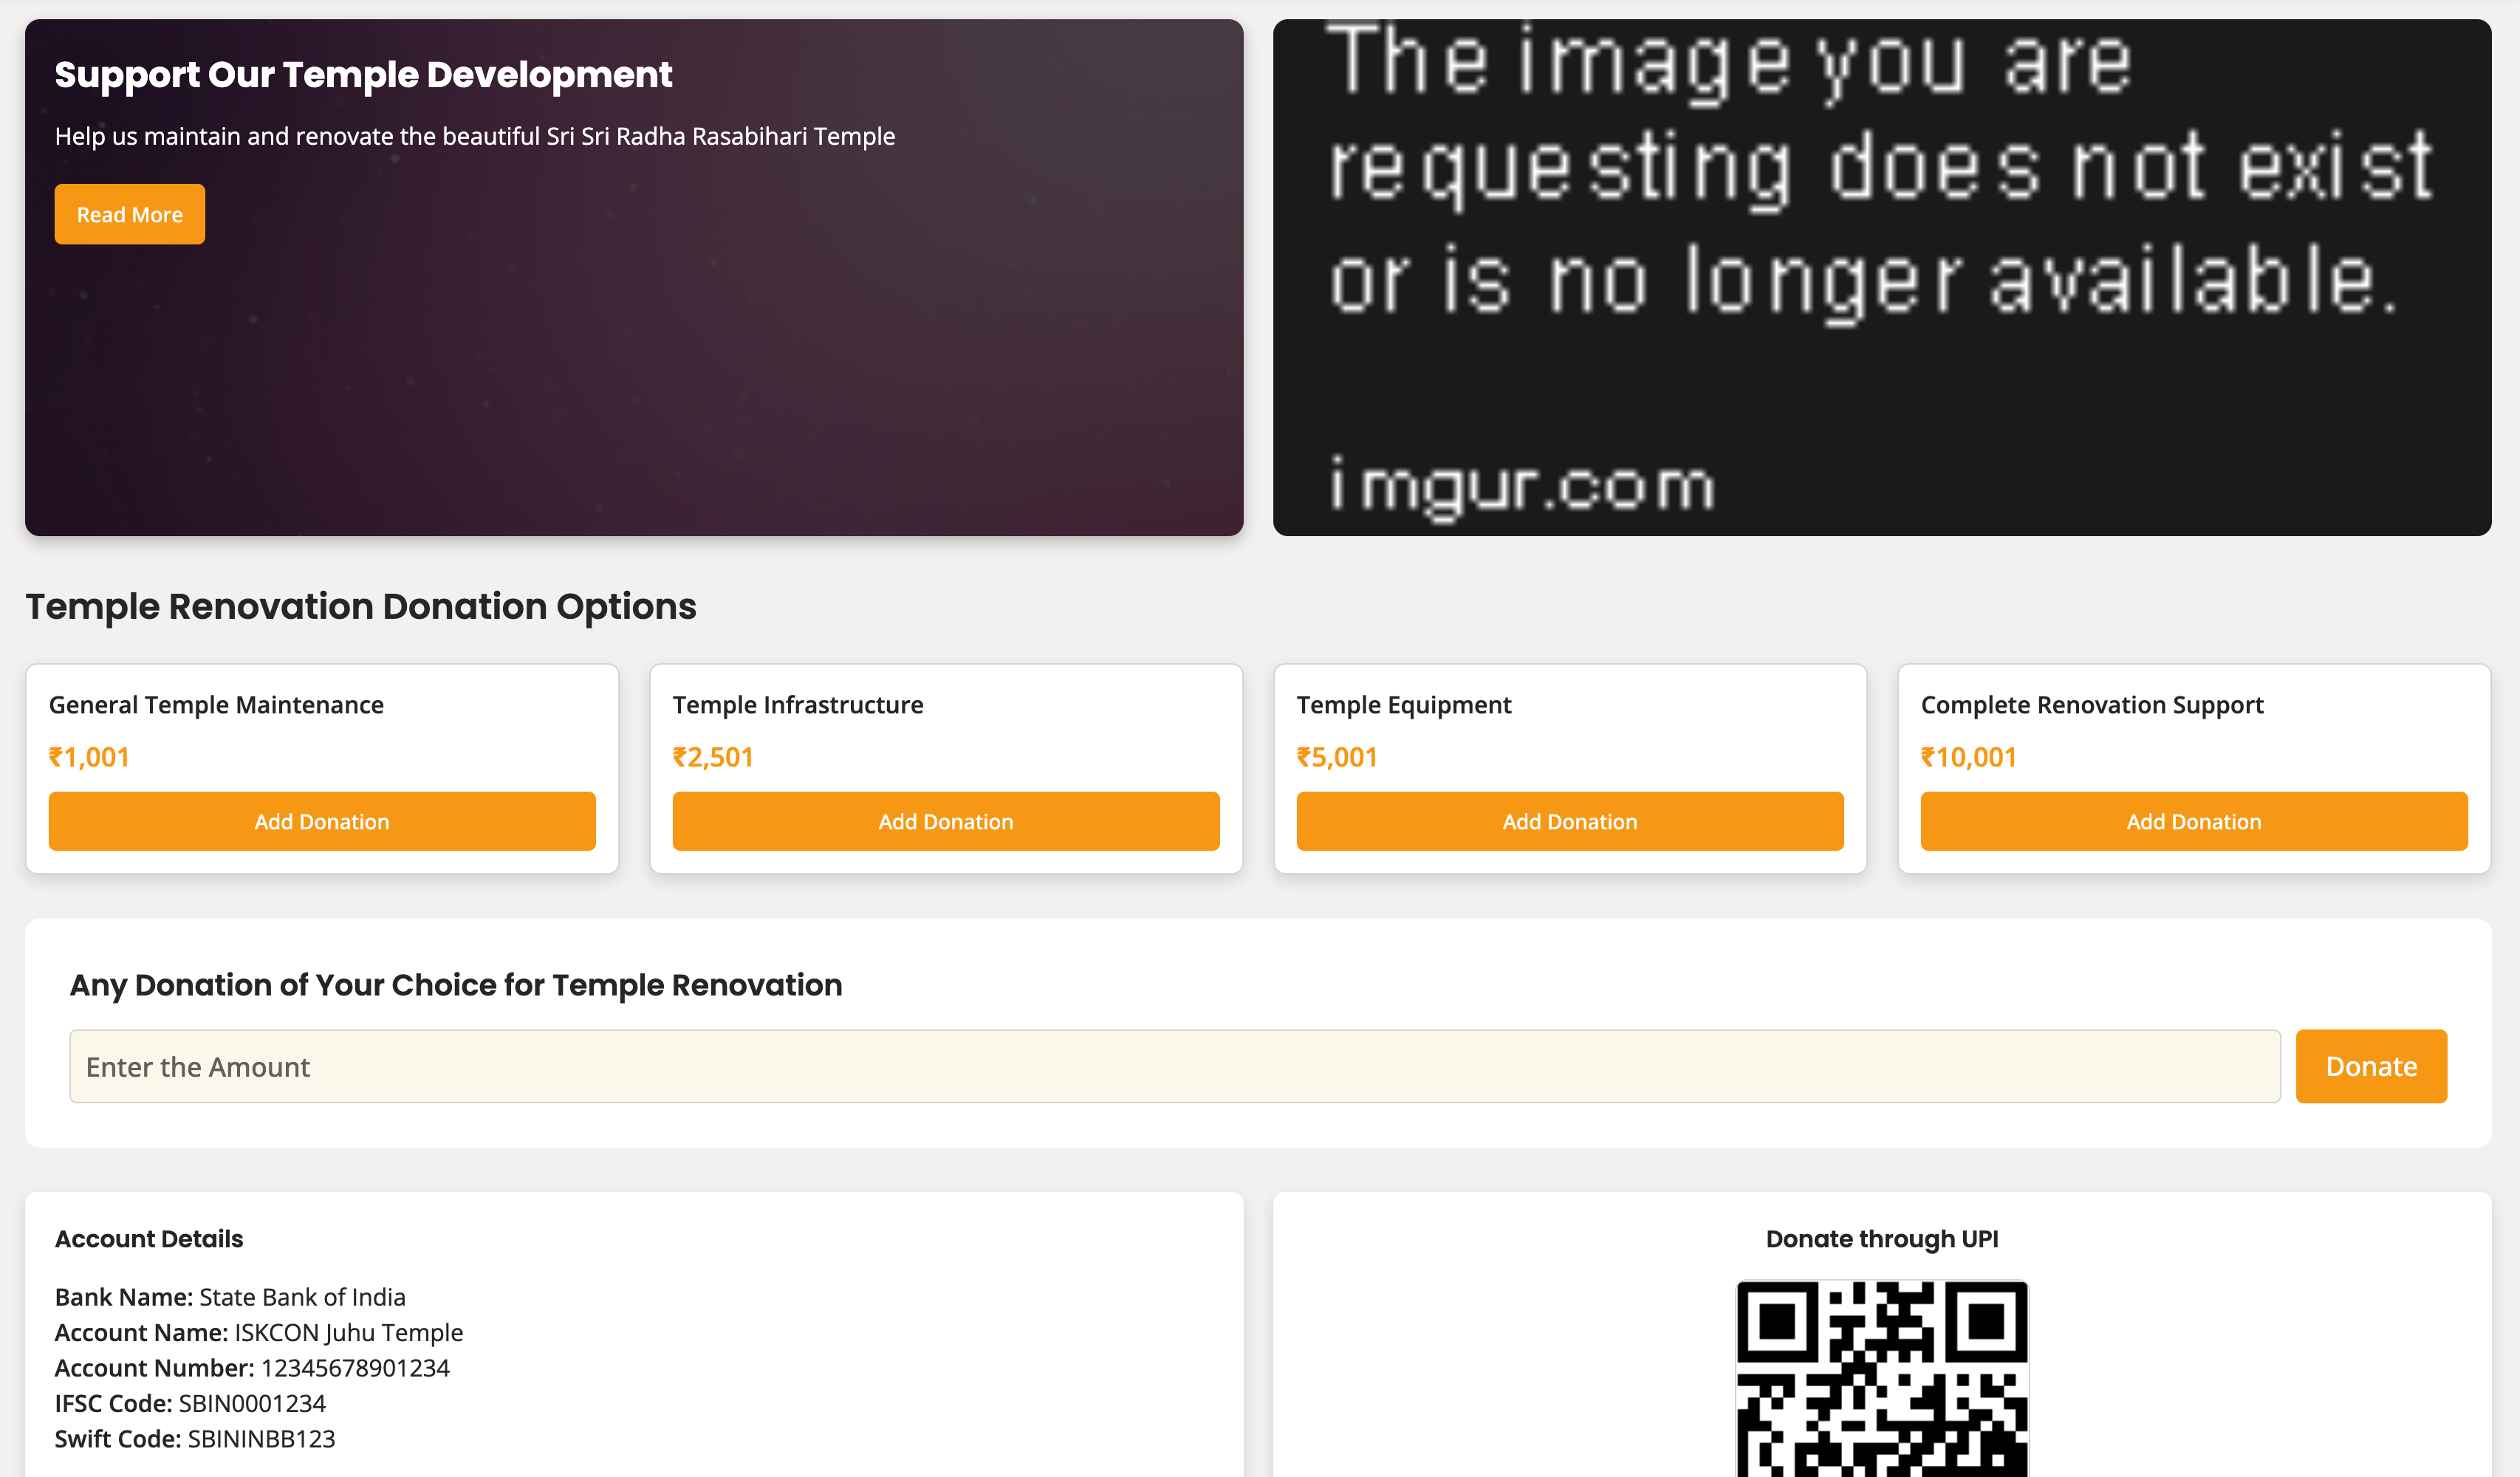 Support Our Temple Development
Help us maintain and renovate the beautiful Sri Sri Radha Rasabihari Temple
Read More
The image you are
requesting does not exist
or is no longer available.
imgur.com
Temple Renovation Donation Options
General Temple Maintenance
₹1,001
Add Donation
Temple Infrastructure
₹2,501
Add Donation
Temple Equipment
₹5,001
Add Donation
Complete Renovation Support
₹10,001
Add Donation
Any Donation of Your Choice for Temple Renovation
Enter the Amount
Donate
Account Details
Bank Name: State Bank of India
Account Name: ISKCON Juhu Temple
Account Number: 12345678901234
IFSC Code: SBIN0001234
Swift Code: SBININBB123
Donate through UPI